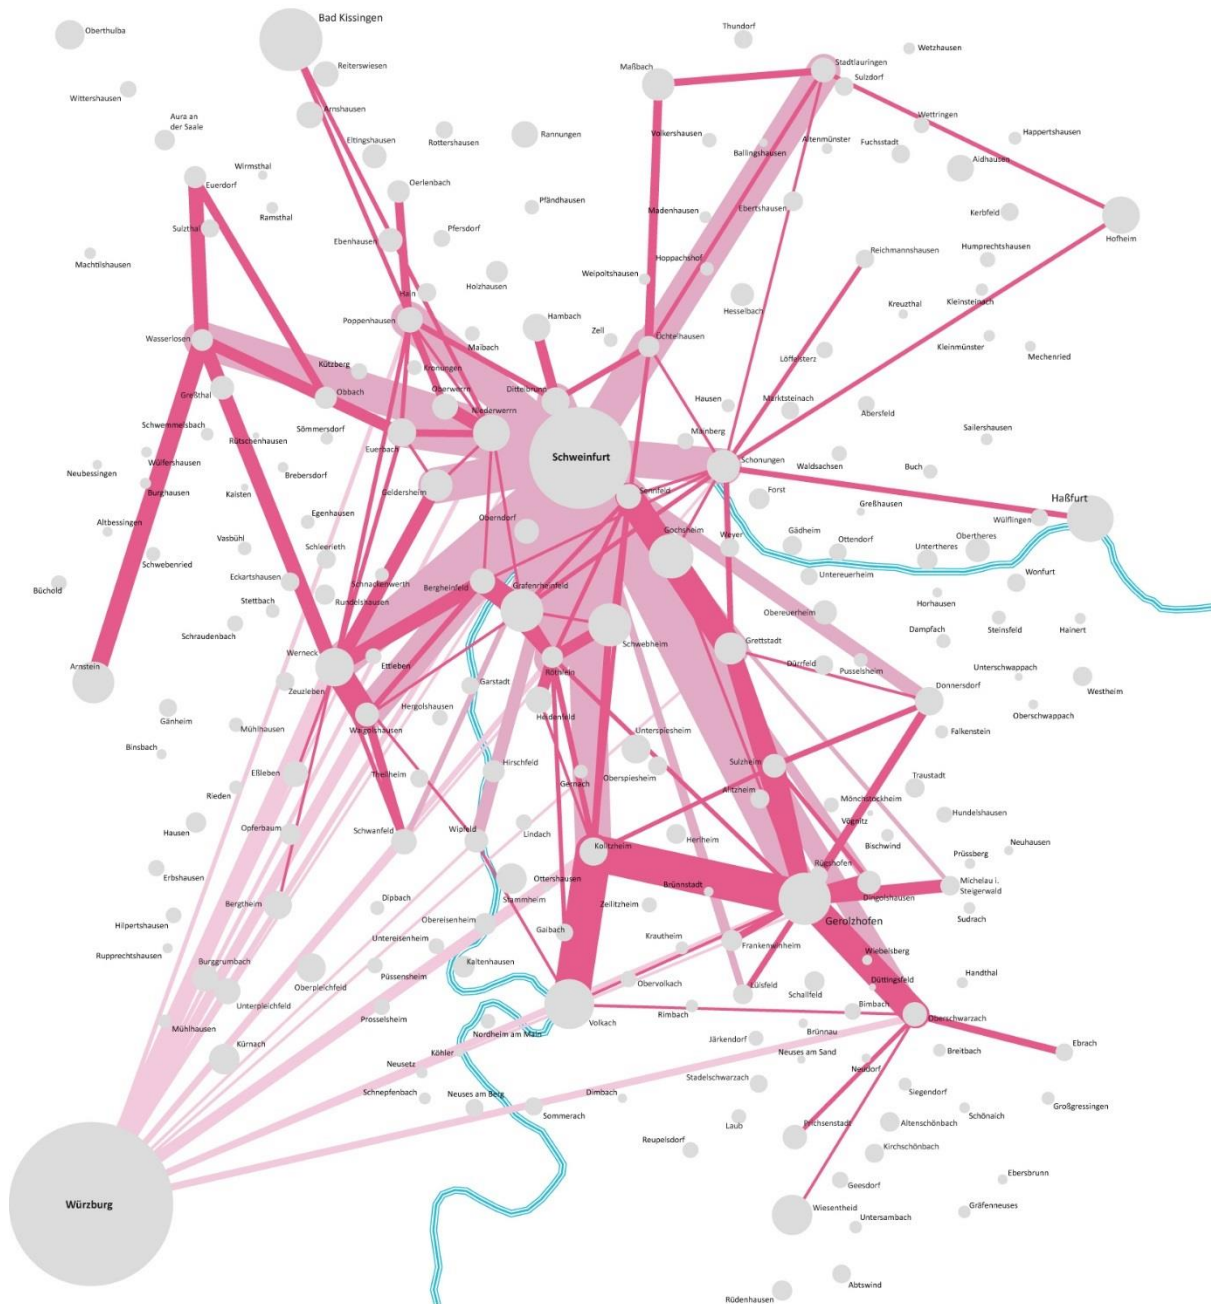 Bad Kissingen
Oberthulba
Thundorf
Wetzhausen
Stadtlauringen
Reiterswiesen
Maßbach
Sulzdorf
Wittershausen
Arnshausen
Aura an
der Saale
Eltingshausen
Rottershausen
Rannungen
Volkershausen
Wettringen
Happertshausen
Ballingshausen
Altenmünster
Fuchsstadt
Aidhausen
Wirmsthal
Euerdorf
Oerlenbach
Ramsthal
Pfändhausen
Madenhausen
Ebertshausen
Kerbfeld
Sulzthal
Ebenhausen
Pfersdorf
Hofheim
Machtilshausen
Hoppachshof
Reichmannshausen
Humprechtshausen
Weipoltshausen
Holzhausen
Hain
Kleinsteinach
Hesselbach
Kreuzthal
Poppenhausen
Hambach
Zell
Wasserlosen
Maibach
Üchtelhausen
Kleinmünster
Mechenried
Kützberg
Kronungen
Löffelsterz
Greßthal
Obbach
Oberwerrn
Dittelbrunn
Hausen
Marktsteinach
Schwemmelsbach
Niederwerrn
Abersfeld
Sömmersdorf
Sailershausen
Rütschenhausen
Euerbach
Mainberg
Wülfershausen
Schweinfurt
Waldsachsen
Schonungen
Neubessingen
Brebersdorf
Buch
Burghausen
Kaisten
Geldersheim
Sennfeld
Forst
Haßfurt
Egenhausen
Greßhausen
Wülflingen
Altbessingen
Oberndorf
Gochsheim
Weyer
Gädheim
Obertheres
Vasbühl
Schleerieth
Ottendorf
Untertheres
Schwebenried
Wonfurt
Büchold
Eckartshausen
Schnackenwerth
Bergheinfeld
Grafenrheinfeld
Untereuerheim
Rundelshausen
Horhausen
Stettbach
Obereuerheim
Schraudenbach
Steinsfeld
Hainert
Schwebheim
Grettstadt
Dampfach
Werneck
Ettleben
Röthlein
Dürrfeld
Pusselsheim
Unterschwappach
Arnstein
Zeuzleben
Garstadt
Donnersdorf
Westheim
Gänheim
Hergolshausen
Heidenfeld
Oberschwappach
Mühlhausen
Waigolshausen
Unterspiesheim
Falkenstein
Binsbach
Sulzheim
Eßleben
Theilheim
Hirschfeld
Gernach
Oberspiesheim
Traustadt
Rieden
Alitzheim
Mönchstockheim
Vögnitz
Hundelshausen
Hausen
Opferbaum
Schwanfeld
Wipfeld
Lindach
Herlheim
Bischwind
Neuhausen
Kolitzheim
Prüssberg
Erbshausen
Ottershausen
Rügshofen
Brünnstadt
Michelau i.
Steigerwald
Dingolshausen
Stammheim
Bergtheim
Dipbach
Zeilitzheim
Sudrach
Hilpertshausen
Obereisenheim
Gerolzhofen
Gaibach
Krautheim
Rupprechtshausen
Untereisenheim
Frankenwinheim
Wiebelsberg
Burggrumbach
Kaltenhausen
Püssensheim
Düttingsfeld
Handthal
Obervolkach
Lülsfeld
Schallfeld
Unterpleichfeld
Oberpleichfeld
Prosselsheim
Rimbach
Bimbach
Volkach
Oberschwarzach
Mühlhausen
Nordheim am Main
Brünnau
Järkendorf
Ebrach
Kürnach
Köhler
Breitbach
Neusetz
Neuses am Sand
Neudorf
Stadelschwarzach
Schnepfenbach
Neuses am Berg
Dimbach
Siegendorf
Großgressingen
Sommerach
Schönaich
Laub
Prichsenstadt
Altenschönbach
Reupelsdorf
Kirchschönbach
Ebersbrunn
Geesdorf
Würzburg
Wiesentheid
Gräfenneuses
Untersambach
Abtswind
Rüdenhausen